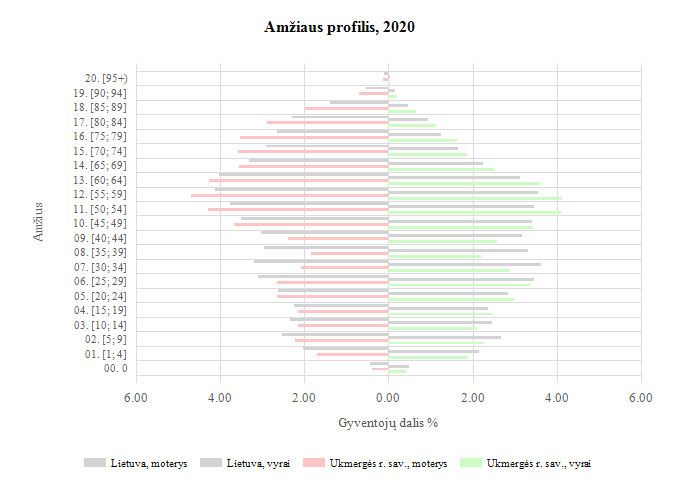 Amžiaus profilis, 2020
Amžius
20. [95+)
19. [90; 94)
18. [85; 89]
17. [80; 84]
16. [75; 79]
15. [70; 74]
14. [65; 69]
13. [60; 64]
12. [55; 59]
11. [50; 54]
10. [45; 49]
09. [40; 44]
08. [35; 39]
07. [30; 34]
06. [25; 29]
05. [20; 24]
04. [15; 19]
03. [10; 14]
02. [5; 9]
01. [1; 4]
00. 0
6.00 4.00 2.00 0.00 2.00 4.00 6.00
Gyventojų dalis %
Lietuva, moterys Lietuva, vyrai Ukmergės r. sav., moterys Ukmergės r. sav., vyrai